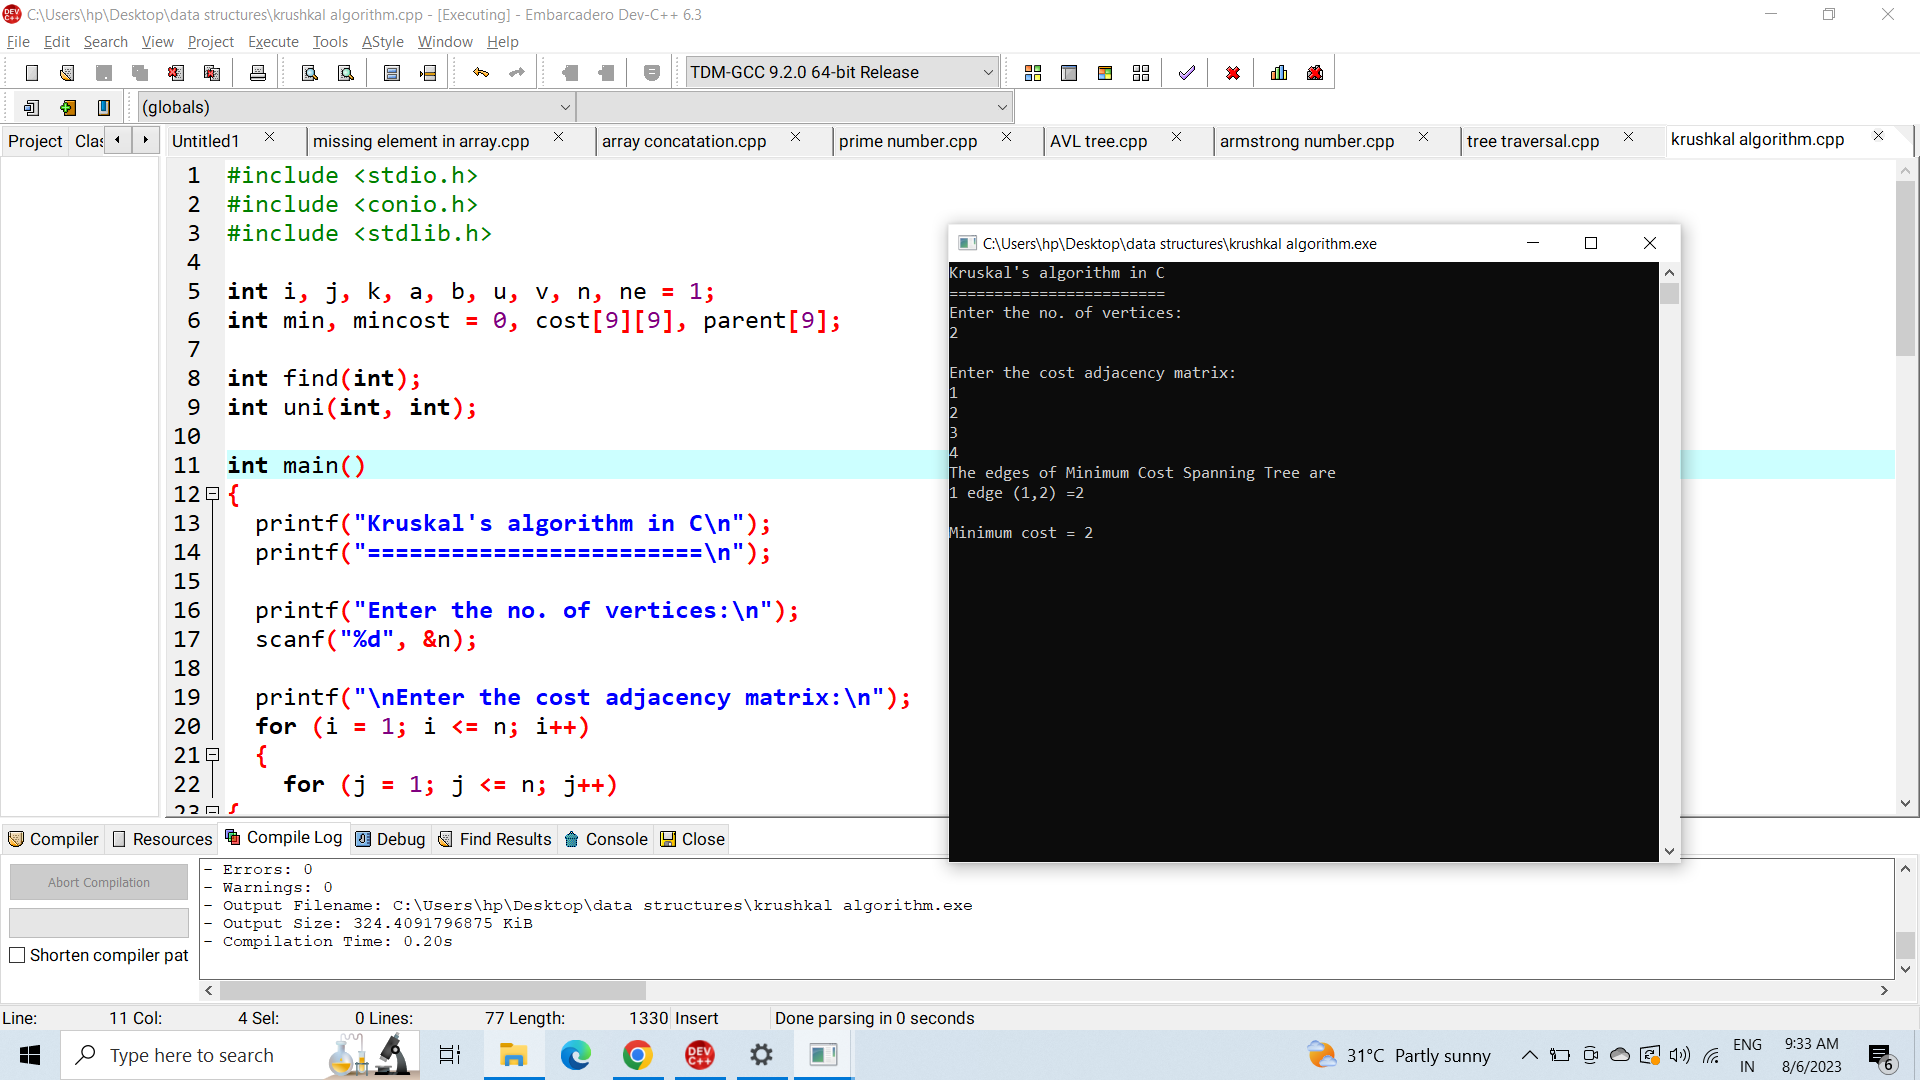 C:\Users\hp\Desktop\data structures\krushkal algorithm.cpp - [Executing] - Embarcadero Dev-C++ 6.3
File Edit Search View Project Execute Tools AStyle Window Help
TDM-GCC 9.2.0 64-bit Release
(globals)
Project Clas Untitled1 missing element in array.cpp array concatation.cpp prime number.cpp AVL tree.cpp armstrong number.cpp tree traversal.cpp krushkal algorithm.cpp
1 #include <stdio.h>
2 #include <conio.h>
3 #include <stdlib.h>
4
5 int i, j, k, a, b, u, v, n, ne = 1;
6 int min, mincost = 0, cost[9][9], parent[9];
7
8 int find(int);
9 int uni(int, int);
10
11 int main()
12 {
13 printf("Kruskal's algorithm in C\n");
14 printf("========================\n");
15
16 printf("Enter the no. of vertices:\n");
17 scanf("%d", &n);
18
19 printf("\nEnter the cost adjacency matrix:\n");
20 for (i = 1; i <= n; i++)
21 {
22 for (j = 1; j <= n; j++)
23 {
C:\Users\hp\Desktop\data structures\krushkal algorithm.exe
Kruskal's algorithm in C
========================
Enter the no. of vertices:
2
Enter the cost adjacency matrix:
1
2
3
4
The edges of Minimum Cost Spanning Tree are
1 edge (1,2) =2
Minimum cost = 2
Compiler Resources Compile Log Debug Find Results Console Close
Abort Compilation
Shorten compiler pat
- Errors: 0
- Warnings: 0
- Output Filename: C:\Users\hp\Desktop\data structures\krushkal algorithm.exe
- Output Size: 324.4091796875 KiB
- Compilation Time: 0.20s
Line: 11 Col: 4 Sel: 0 Lines: 77 Length: 1330 Insert Done parsing in 0 seconds
Type here to search
DEV C++
31°C Partly sunny
ENG
IN
9:33 AM
8/6/2023
6